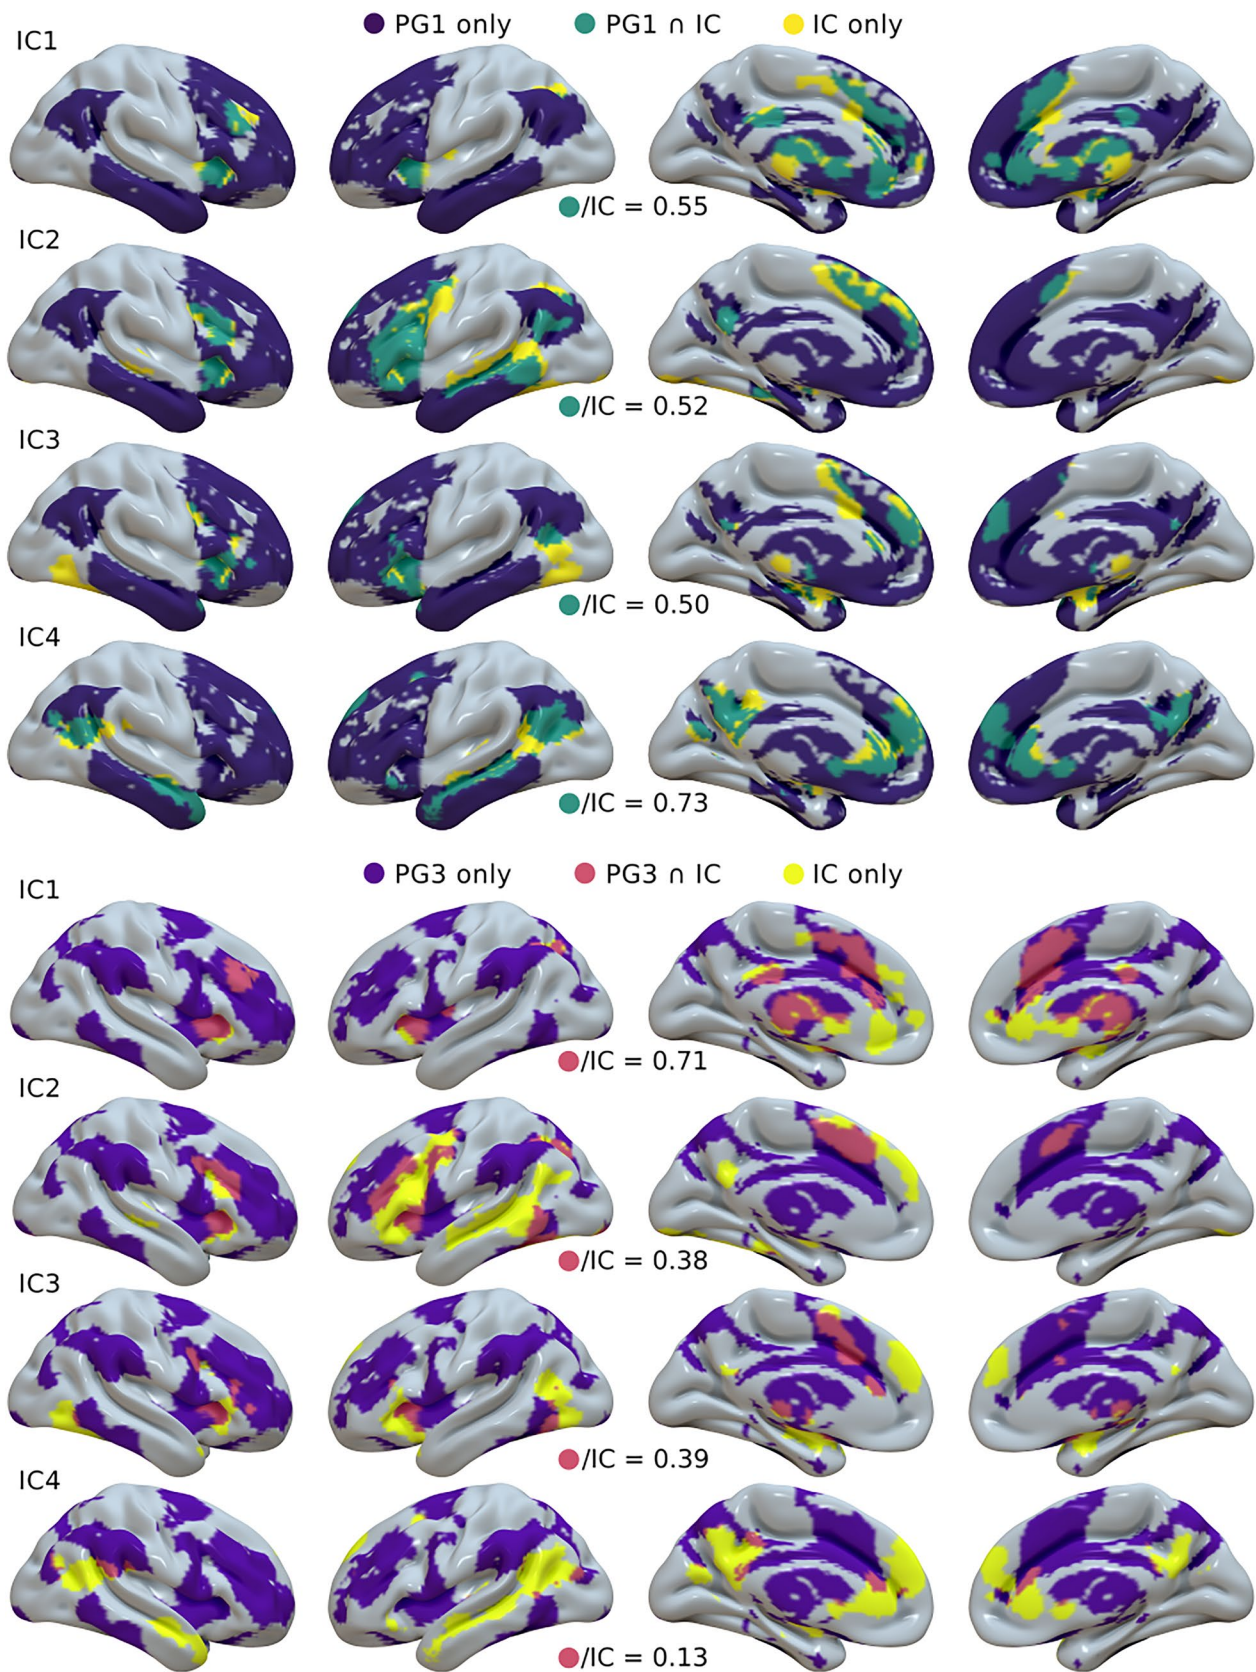 PG1 only PG1 ∩ IC IC only
IC1
/IC = 0.55
IC2
/IC = 0.52
IC3
/IC = 0.50
IC4
/IC = 0.73
PG3 only PG3 ∩ IC IC only
IC1
/IC = 0.71
IC2
/IC = 0.38
IC3
/IC = 0.39
IC4
/IC = 0.13